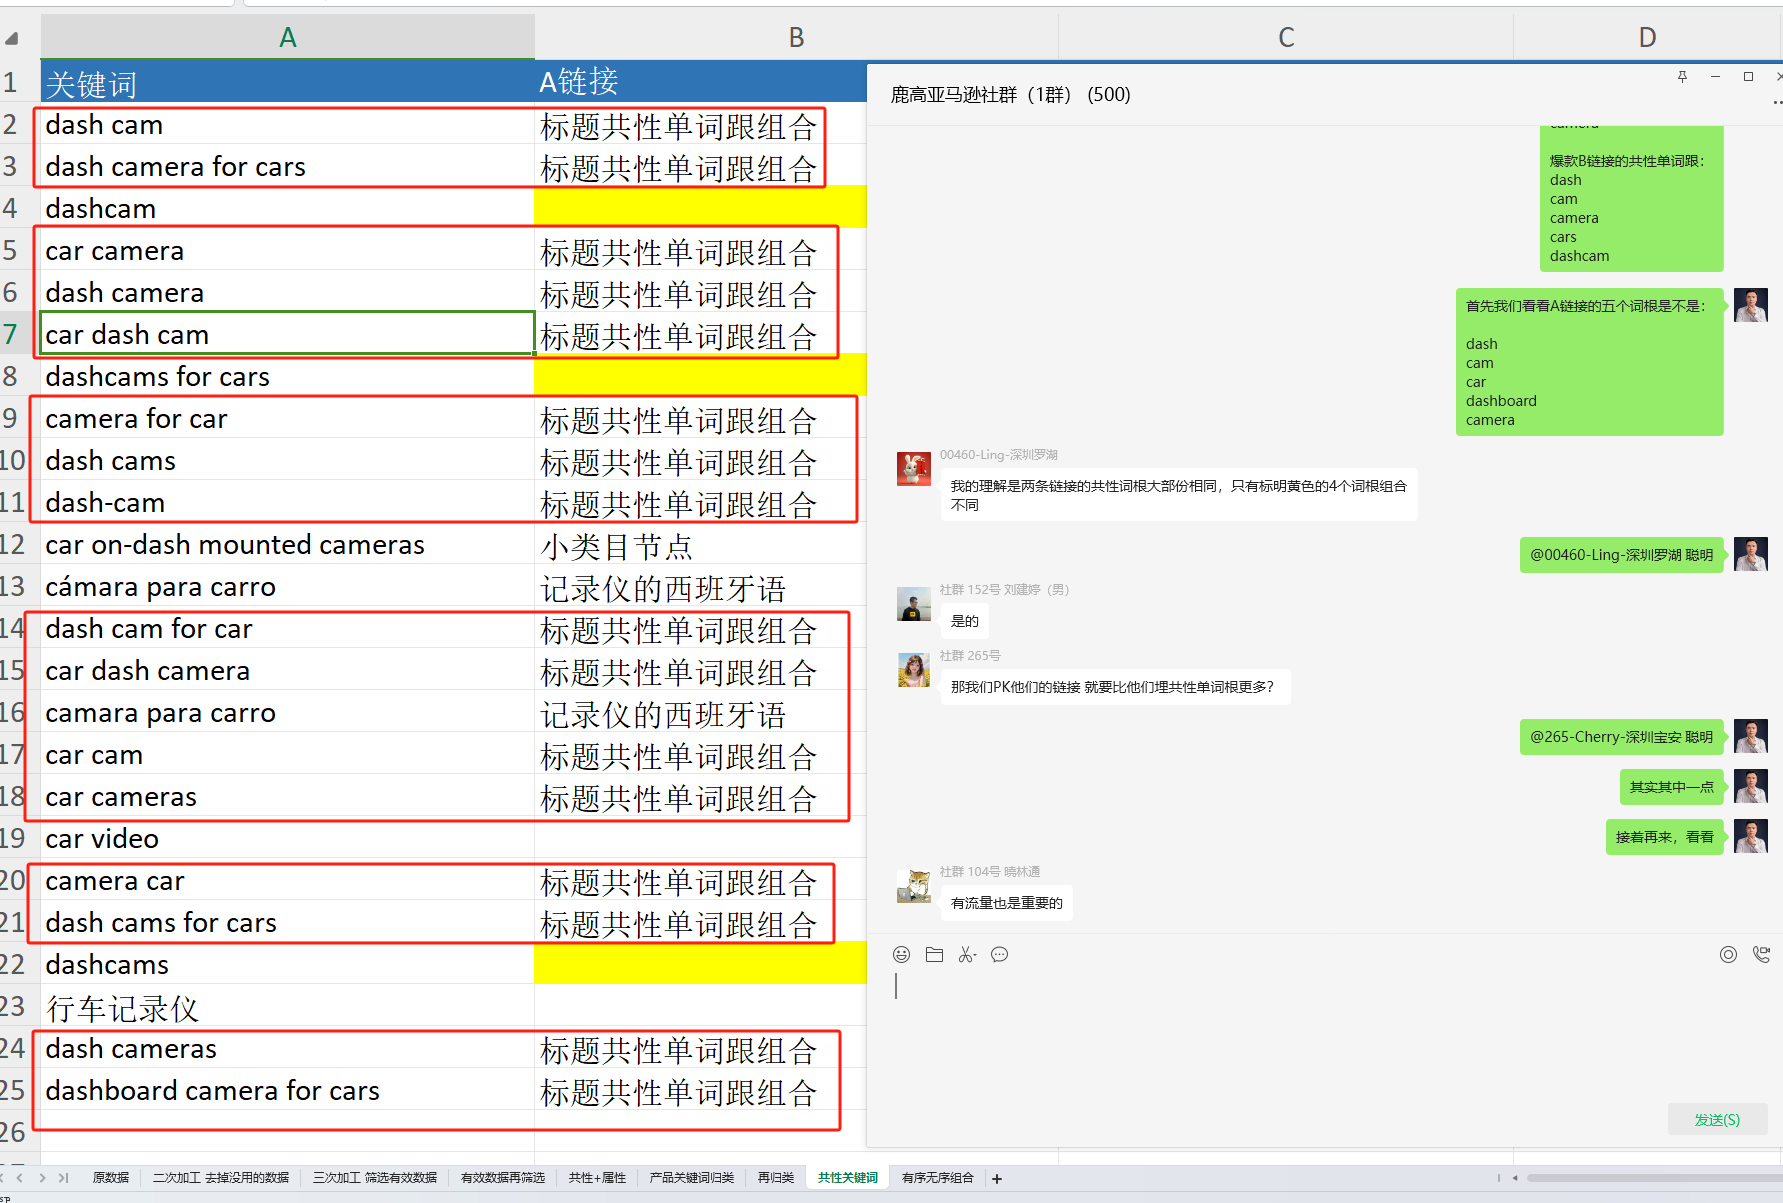 A B C D
1 关键词 A链接
2 dash cam 标题共性单词跟组合
3 dash camera for cars 标题共性单词跟组合
4 dashcam
5 car camera 标题共性单词跟组合
6 dash camera 标题共性单词跟组合
7 car dash cam 标题共性单词跟组合
8 dashcams for cars
9 camera for car 标题共性单词跟组合
10 dash cams 标题共性单词跟组合
11 dash-cam 标题共性单词跟组合
12 car on-dash mounted cameras 小类目节点
13 cámara para carro 记录仪的西班牙语
14 dash cam for car 标题共性单词跟组合
15 car dash camera 标题共性单词跟组合
16 camara para carro 记录仪的西班牙语
17 car cam 标题共性单词跟组合
18 car cameras 标题共性单词跟组合
19 car video
20 camera car 标题共性单词跟组合
21 dash cams for cars 标题共性单词跟组合
22 dashcams
23 行车记录仪
24 dash cameras 标题共性单词跟组合
25 dashboard camera for cars 标题共性单词跟组合
26
鹿高亚马逊社群（1群） (500)
camera
爆款B链接的共性单词跟：
dash
cam
camera
cars
dashcam
首先我们看看A链接的五个词根是不是：
dash
cam
car
dashboard
camera
00460-Ling-深圳罗湖
我的理解是两条链接的共性词根大部份相同，只有标明黄色的4个词根组合
不同
@00460-Ling-深圳罗湖 聪明
社群 152号 刘建婷（男）
是的
社群 265号
那我们PK他们的链接 就要比他们埋共性单词根更多？
@265-Cherry-深圳宝安 聪明
其实其中一点
接着再来，看看
社群 104号 晓林通
有流量也是重要的
发送(S)
原数据 二次加工 去掉没用的数据 三次加工 筛选有效数据 有效数据再筛选 共性+属性 产品关键词归类 再归类 共性关键词 有序无序组合 +